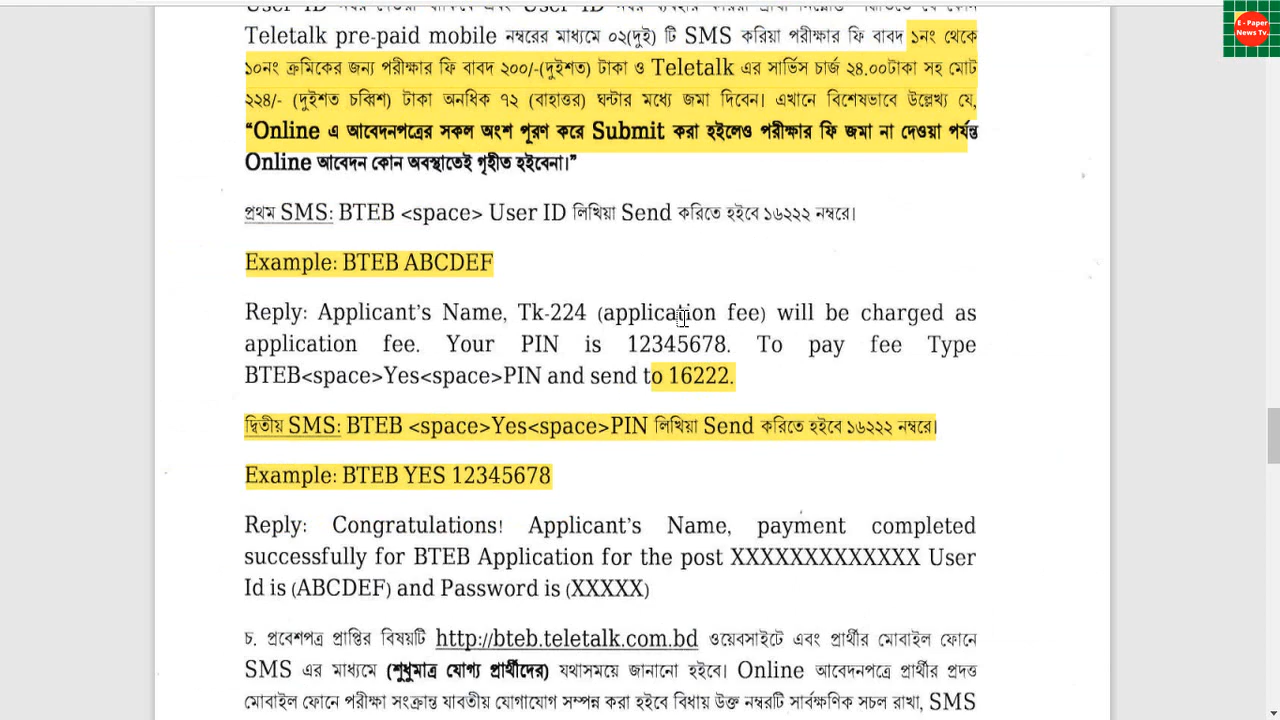 Teletalk pre-paid mobile নম্বরের মাধ্যমে ০২(দুই) টি SMS করিয়া পরীক্ষার ফি বাবদ ১নং থেকে
১০নং ক্রমিকের জন্য পরীক্ষার ফি বাবদ ২০০/-(দুইশত) টাকা ও Teletalk এর সার্ভিস চার্জ ২৪.০০টাকা সহ মোট
২২৪/- (দুইশত চব্বিশ) টাকা অনধিক ৭২ (বাহাত্তর) ঘন্টার মধ্যে জমা দিবেন। এখানে বিশেষভাবে উল্লেখ্য যে,
“Online এ আবেদনপত্রের সকল অংশ পূরণ করে Submit করা হইলেও পরীক্ষার ফি জমা না দেওয়া পর্যন্ত
Online আবেদন কোন অবস্থাতেই গৃহীত হইবেনা।”
প্রথম SMS: BTEB <space> User ID লিখিয়া Send করিতে হইবে ১৬২২২ নম্বরে।
Example: BTEB ABCDEF
Reply: Applicant’s Name, Tk-224 (application fee) will be charged as
application fee. Your PIN is 12345678. To pay fee Type
BTEB<space>Yes<space>PIN and send to 16222.
দ্বিতীয় SMS: BTEB <space>Yes<space>PIN লিখিয়া Send করিতে হইবে ১৬২২২ নম্বরে।
Example: BTEB YES 12345678
Reply: Congratulations! Applicant’s Name, payment completed
successfully for BTEB Application for the post XXXXXXXXXXXXX User
Id is (ABCDEF) and Password is (XXXXX)
চ. প্রবেশপত্র প্রাপ্তির বিষয়টি http://bteb.teletalk.com.bd ওয়েবসাইটে এবং প্রার্থীর মোবাইল ফোনে
SMS এর মাধ্যমে (শুধুমাত্র যোগ্য প্রার্থীদের) যথাসময়ে জানানো হইবে। Online আবেদনপত্রে প্রার্থীর প্রদত্ত
মোবাইল ফোনে পরীক্ষা সংক্রান্ত যাবতীয় যোগাযোগ সম্পন্ন করা হইবে বিধায় উক্ত নম্বরটি সার্বক্ষণিক সচল রাখা, SMS
E - Paper
News Tv.